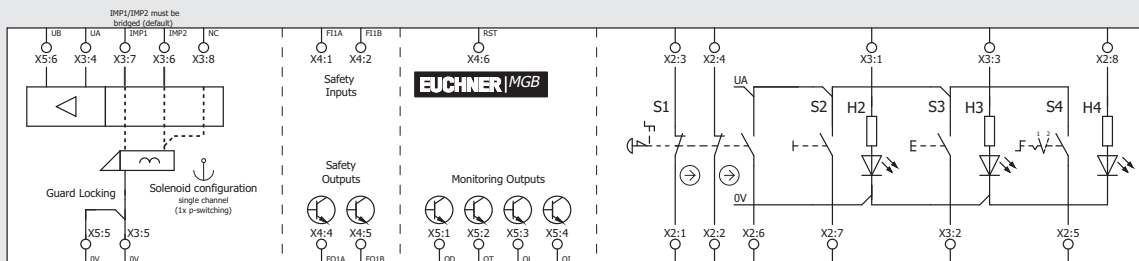 IMP1/IMP2 must be
bridged (default)
UB UA IMP1 IMP2 NC FI1A FI1B RST
X5:6 X3:4 X3:7 X3:6 X3:8 X4:1 X4:2 X4:6 X2:3 X2:4 X3:1 X3:3 X2:8
Safety
Inputs
EUCHNER MGB
UA
S1 S2 H2 S3 H3 S4 H4
1 2
Guard Locking
Solenoid configuration
single channel
(1x p-switching)
Safety
Outputs
Monitoring Outputs
0V
X5:5 X3:5 X4:4 X4:5 X5:1 X5:2 X5:3 X5:4 X2:1 X2:2 X2:6 X2:7 X3:2 X2:5
0V 0V FO1A FO1B OD OT OL OI